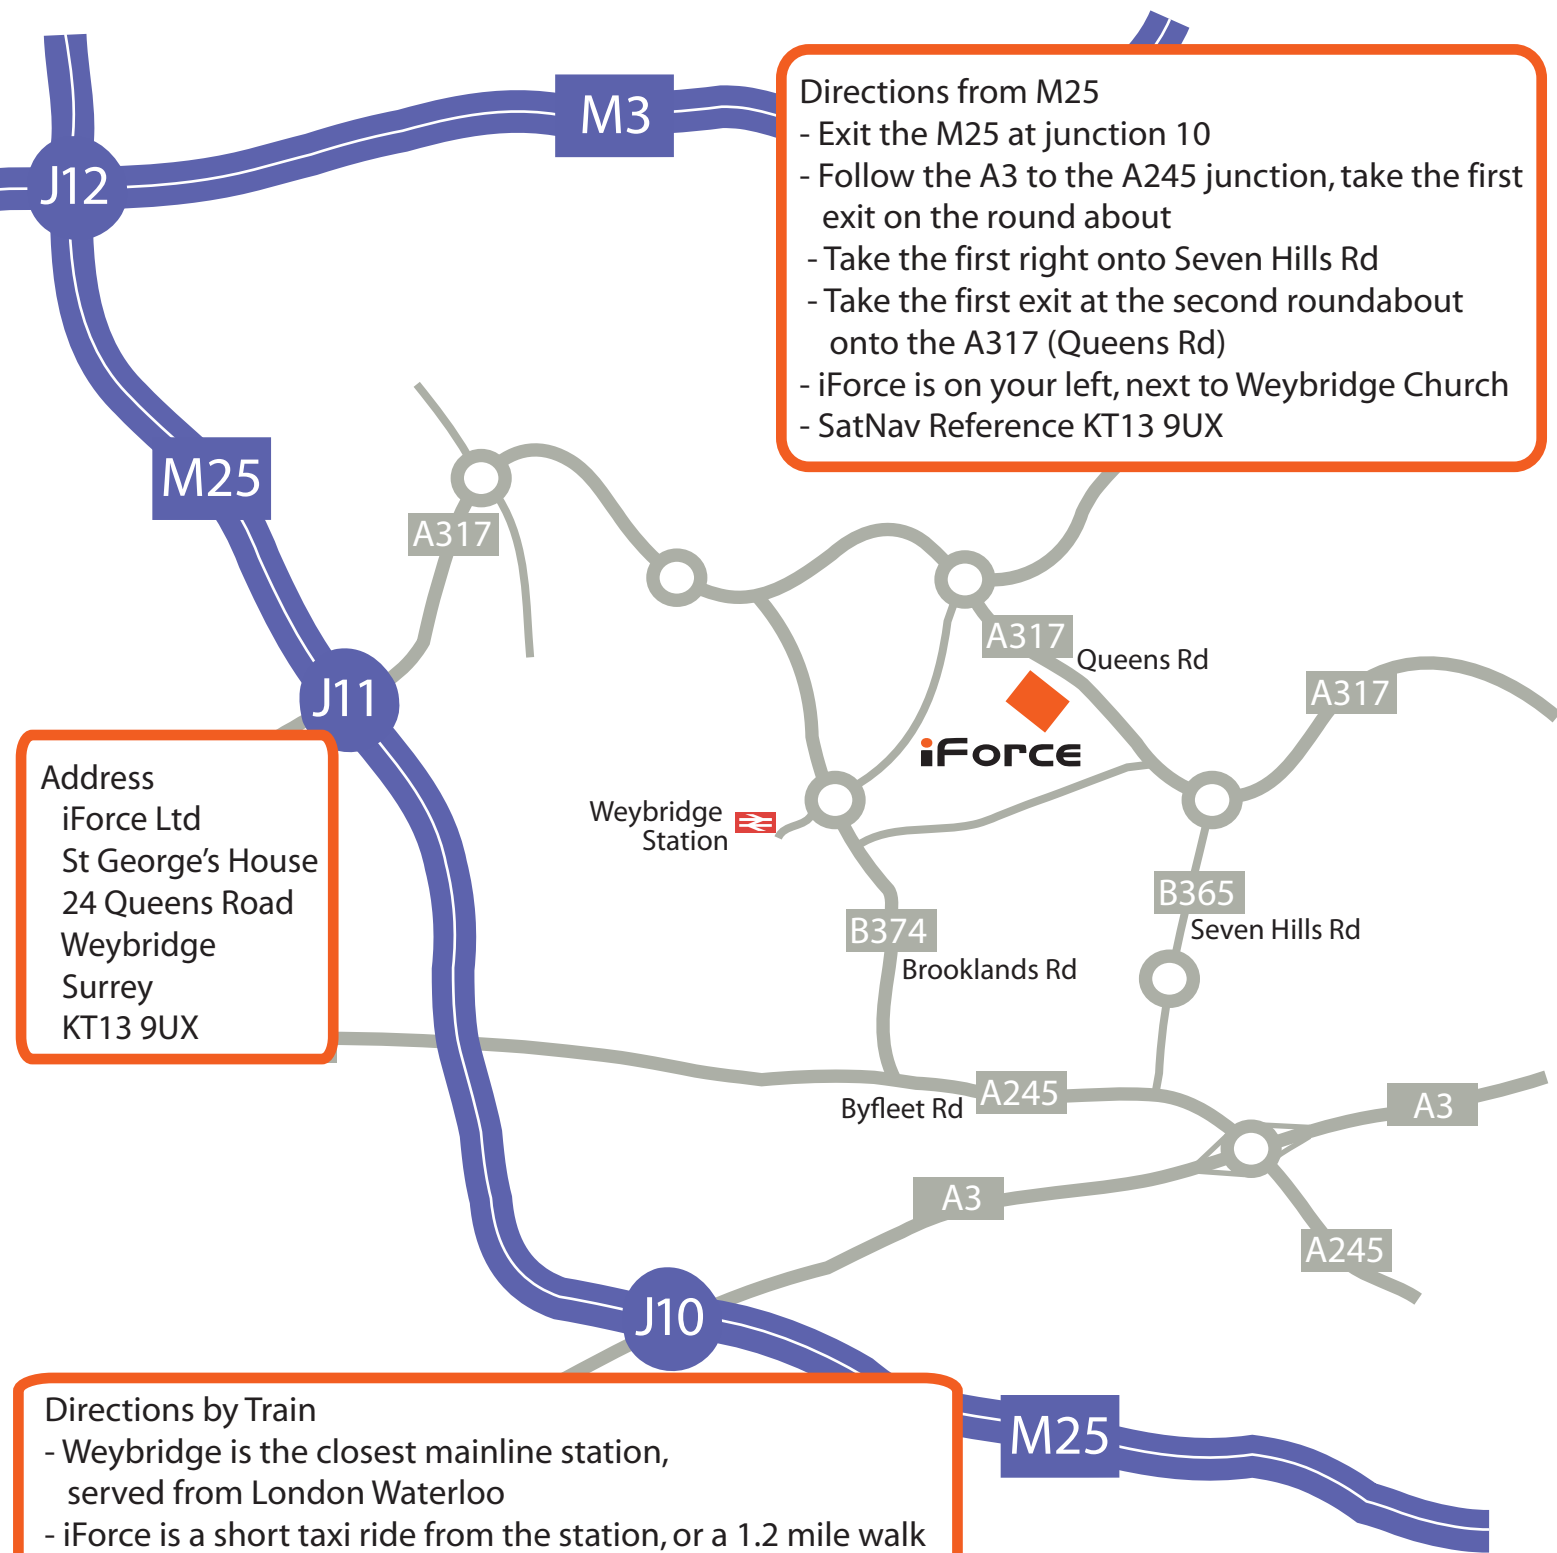 M3
J12
Directions from M25
- Exit the M25 at junction 10
- Follow the A3 to the A245 junction, take the first
exit on the round about
- Take the first right onto Seven Hills Rd
- Take the first exit at the second roundabout
onto the A317 (Queens Rd)
- iForce is on your left, next to Weybridge Church
- SatNav Reference KT13 9UX
M25
A317
A317
Queens Rd
A317
J11
iForce
Address
iForce Ltd
St George's House
24 Queens Road
Weybridge
Surrey
KT13 9UX
Weybridge
Station
B365
Seven Hills Rd
B374
Brooklands Rd
A245
Byfleet Rd
A3
A3
A245
J10
M25
Directions by Train
- Weybridge is the closest mainline station,
served from London Waterloo
- iForce is a short taxi ride from the station, or a 1.2 mile walk